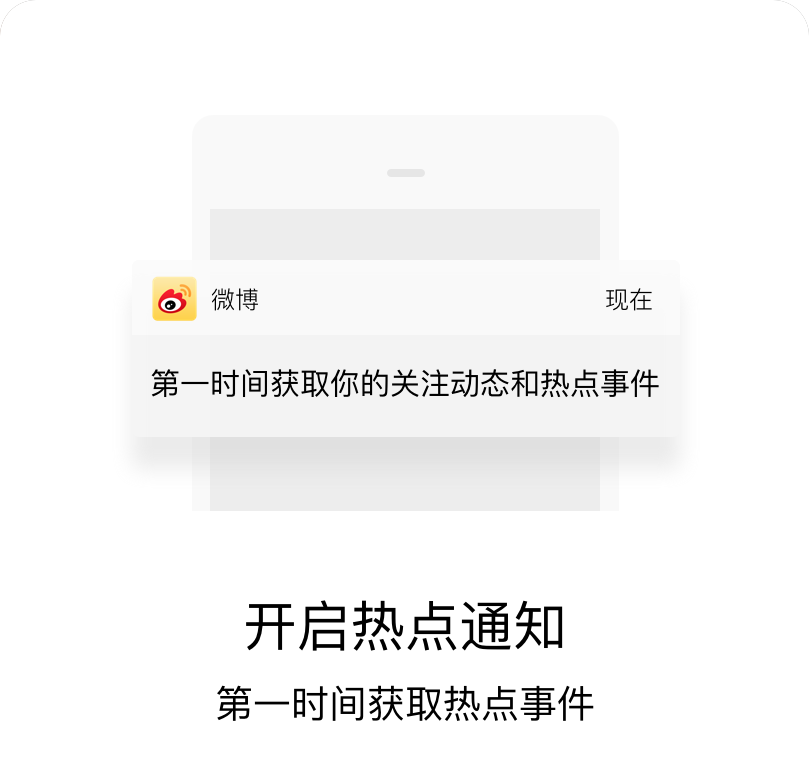 微博
现在
第一时间获取你的关注动态和热点事件
开启热点通知
第一时间获取热点事件